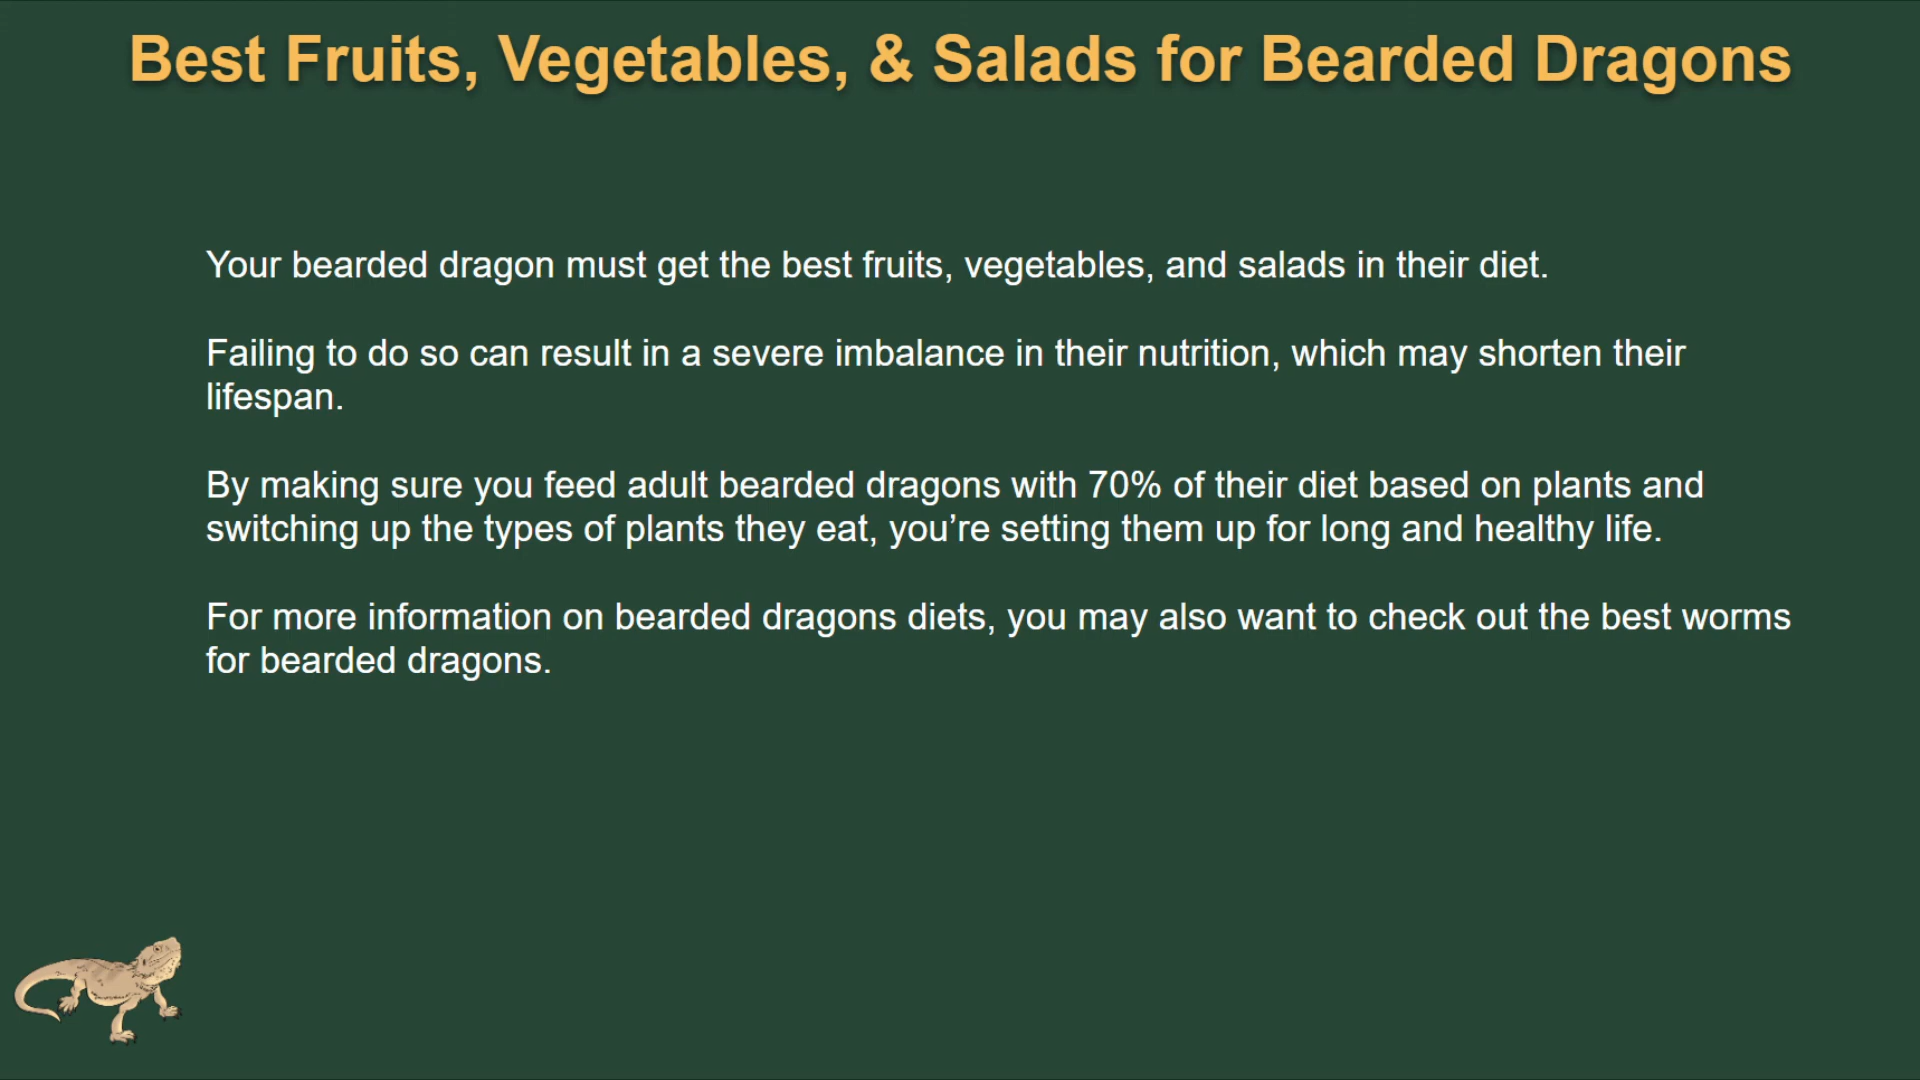 Best Fruits, Vegetables, & Salads for Bearded Dragons
Your bearded dragon must get the best fruits, vegetables, and salads in their diet.
Failing to do so can result in a severe imbalance in their nutrition, which may shorten their
lifespan.
By making sure you feed adult bearded dragons with 70% of their diet based on plants and
switching up the types of plants they eat, you’re setting them up for long and healthy life.
For more information on bearded dragons diets, you may also want to check out the best worms
for bearded dragons.